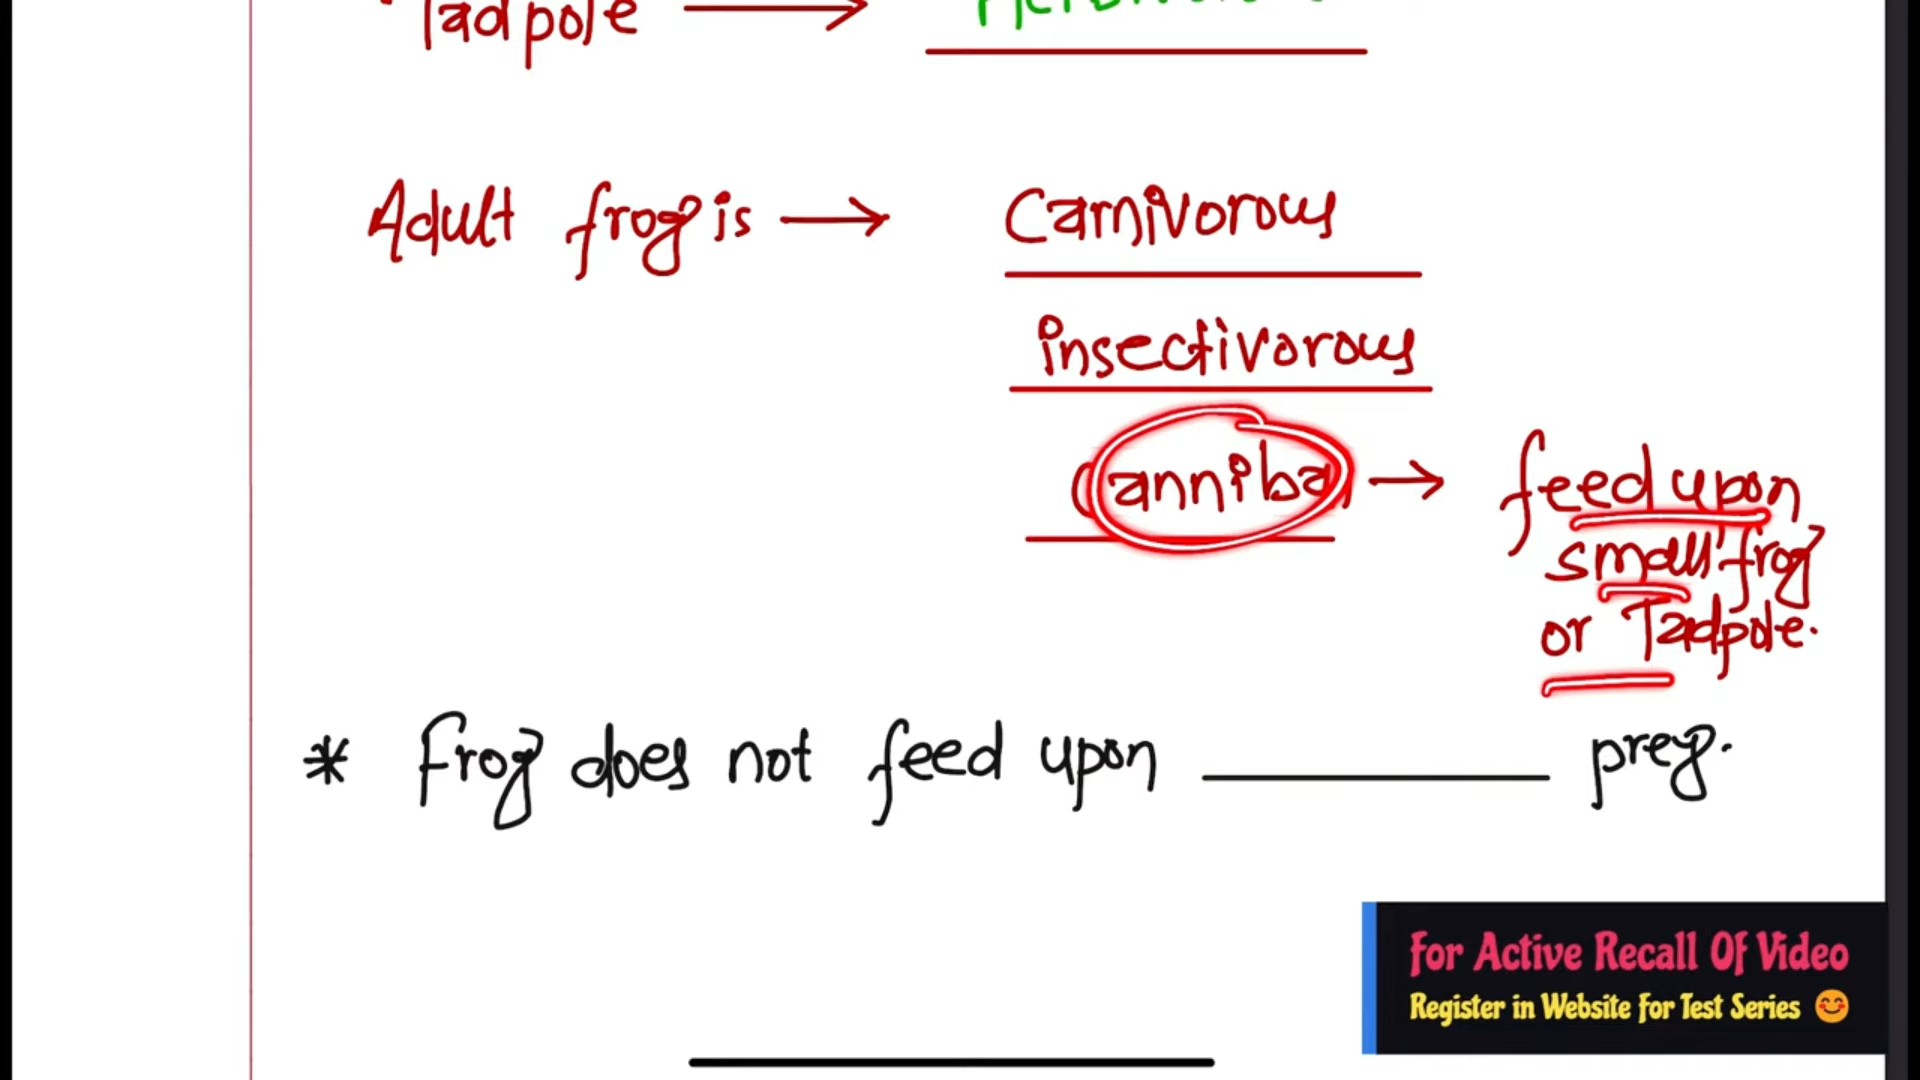 Tadpole →
Adult frog is → Carnivorous
insectivorous
Cannibal → feed upon
small frog
or Tadpole.
* Frog does not feed upon ________ prey.
For Active Recall Of Video
Register in Website For Test Series 😊